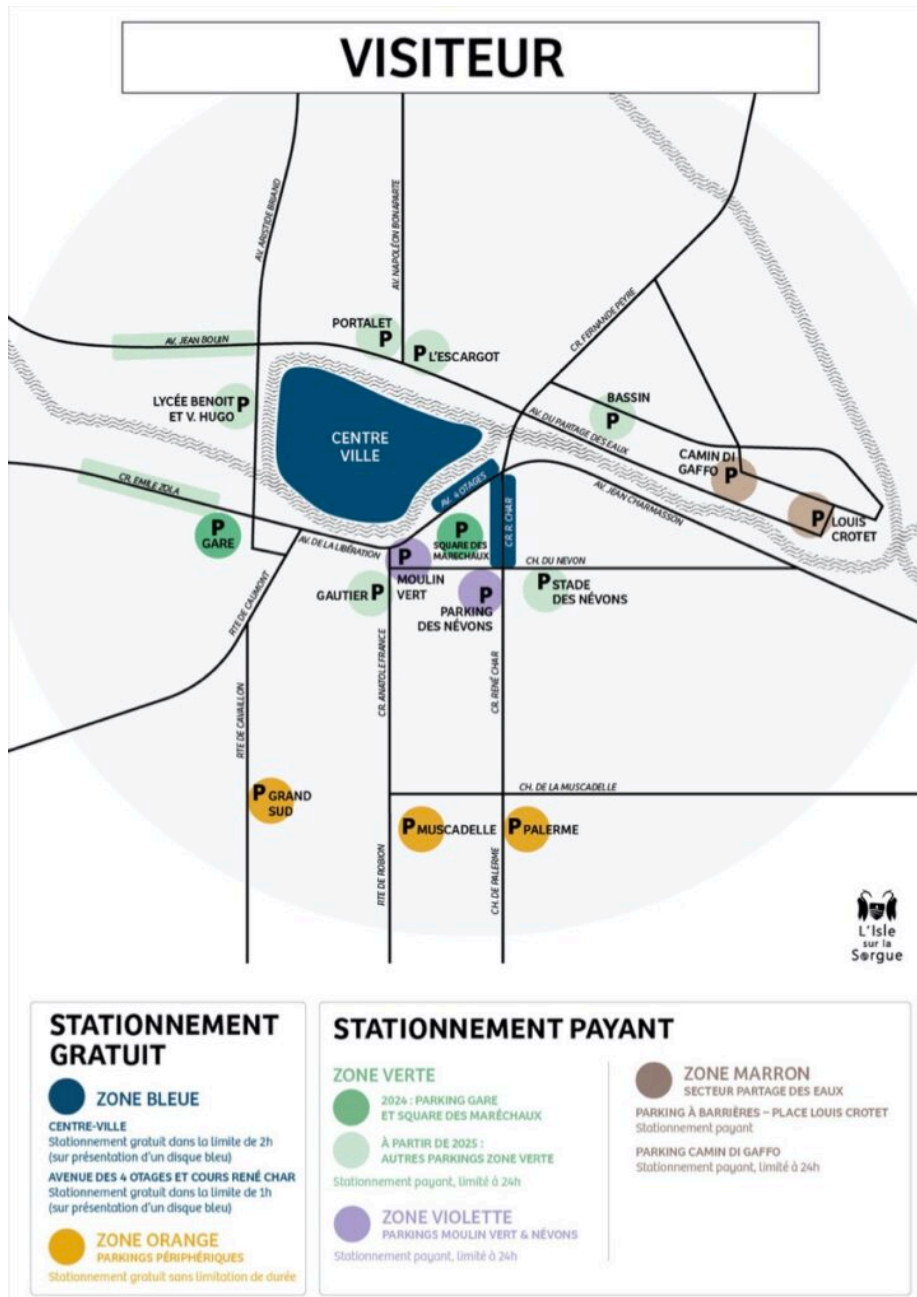 VISITEUR
AV. ARISTIDE BRIAND
AV. NAPOLÉON BONAPARTE
CR. FERNANDE PEYRE
PORTALET
P
P L'ESCARGOT
AV. JEAN BOUIN
LYCÉE BENOIT
ET V. HUGO
P
BASSIN
P
AV. DU PARTAGE DES EAUX
CENTRE
VILLE
CAMIN DI
GAFFO
P
CR. EMILE ZOLA
AV. 4 OTAGES
AV. JEAN CHARMASSON
P
LOUIS
CROTET
P
GARE
AV. DE LA LIBÉRATION
P
SQUARE DES
MARÉCHAUX
CR. R. CHAR
P
MOULIN
VERT
CH. DU NEVON
GAUTIER
P
P
PARKING
DES NÉVONS
P STADE
DES NÉVONS
RTE DE CAUMONT
RTE DE CAVAILLON
CR. ANATOLE FRANCE
CR. RENÉ CHAR
CH. DE LA MUSCADELLE
P GRAND
SUD
P MUSCADELLE
P PALERME
RTE DE ROBION
CH. DE PALERME
L'Isle
sur la
Sorgue
STATIONNEMENT
GRATUIT
ZONE BLEUE
CENTRE-VILLE
Stationnement gratuit dans la limite de 2h
(sur présentation d'un disque bleu)
AVENUE DES 4 OTAGES ET COURS RENÉ CHAR
Stationnement gratuit dans la limite de 1h
(sur présentation d'un disque bleu)
ZONE ORANGE
PARKINGS PÉRIPHÉRIQUES
Stationnement gratuit sans limitation de durée
STATIONNEMENT PAYANT
ZONE VERTE
2024 : PARKING GARE
ET SQUARE DES MARÉCHAUX
À PARTIR DE 2025 :
AUTRES PARKINGS ZONE VERTE
Stationnement payant, limité à 24h
ZONE VIOLETTE
PARKINGS MOULIN VERT & NÉVONS
Stationnement payant, limité à 24h
ZONE MARRON
SECTEUR PARTAGE DES EAUX
PARKING À BARRIÈRES – PLACE LOUIS CROTET
Stationnement payant
PARKING CAMIN DI GAFFO
Stationnement payant, limité à 24h